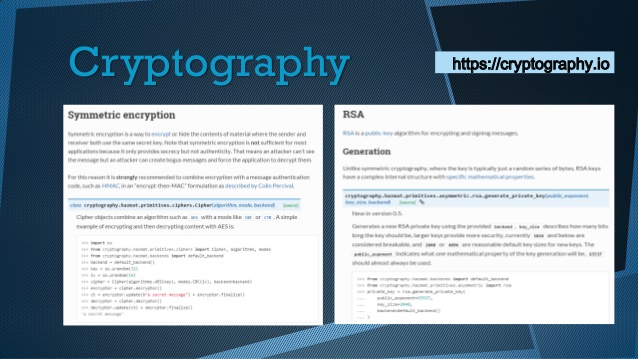 Cryptography
https://cryptography.io
Symmetric encryption
Symmetric encryption is a way to encrypt or hide the contents of material where the sender and
receiver both use the same secret key. Note that symmetric encryption is not sufficient for most
applications because it only provides secrecy but not authenticity. That means an attacker can't see
the message but an attacker can create bogus messages and force the application to decrypt them.
For this reason it is strongly recommended to combine encryption with a message authentication
code, such as HMAC, in an "encrypt-then-MAC" formulation as described by Colin Percival.
class cryptography.hazmat.primitives.ciphers.Cipher(algorithm, mode, backend) [source]
Cipher objects combine an algorithm such as AES with a mode like CBC or CTR. A simple
example of encrypting and then decrypting content with AES is:
>>> import os
>>> from cryptography.hazmat.primitives.ciphers import Cipher, algorithms, modes
>>> from cryptography.hazmat.backends import default_backend
>>> backend = default_backend()
>>> key = os.urandom(32)
>>> iv = os.urandom(16)
>>> cipher = Cipher(algorithms.AES(key), modes.CBC(iv), backend=backend)
>>> encryptor = cipher.encryptor()
>>> ct = encryptor.update(b"a secret message") + encryptor.finalize()
>>> decryptor = cipher.decryptor()
>>> decryptor.update(ct) + decryptor.finalize()
'a secret message'
RSA
RSA is a public-key algorithm for encrypting and signing messages.
Generation
Unlike symmetric cryptography, where the key is typically just a random series of bytes, RSA keys
have a complex internal structure with specific mathematical properties.
cryptography.hazmat.primitives.asymmetric.rsa.generate_private_key(public_exponent,
key_size, backend) [source]
New in version 0.5.
Generates a new RSA private key using the provided backend. key_size describes how many bits
long the key should be, larger keys provide more security, currently 1024 and below are
considered breakable, and 2048 or 4096 are reasonable default key sizes for new keys. The
public_exponent indicates what one mathematical property of the key generation will be, 65537
should almost always be used.
>>> from cryptography.hazmat.backends import default_backend
>>> from cryptography.hazmat.primitives.asymmetric import rsa
>>> private_key = rsa.generate_private_key(
... public_exponent=65537,
... key_size=2048,
... backend=default_backend()
... )